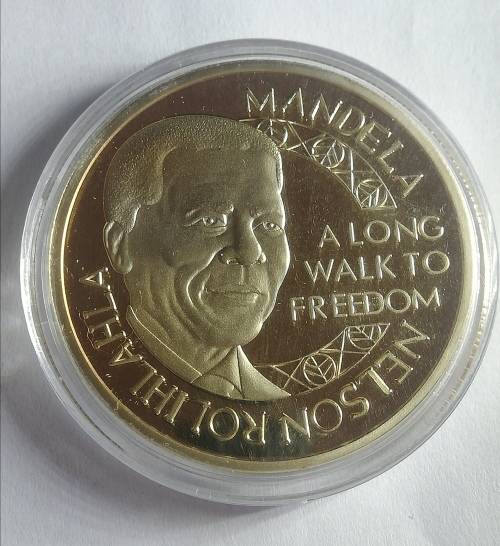 MANDELA
A LONG
WALK TO
FREEDOM
NELSON ROLIHLAHLA